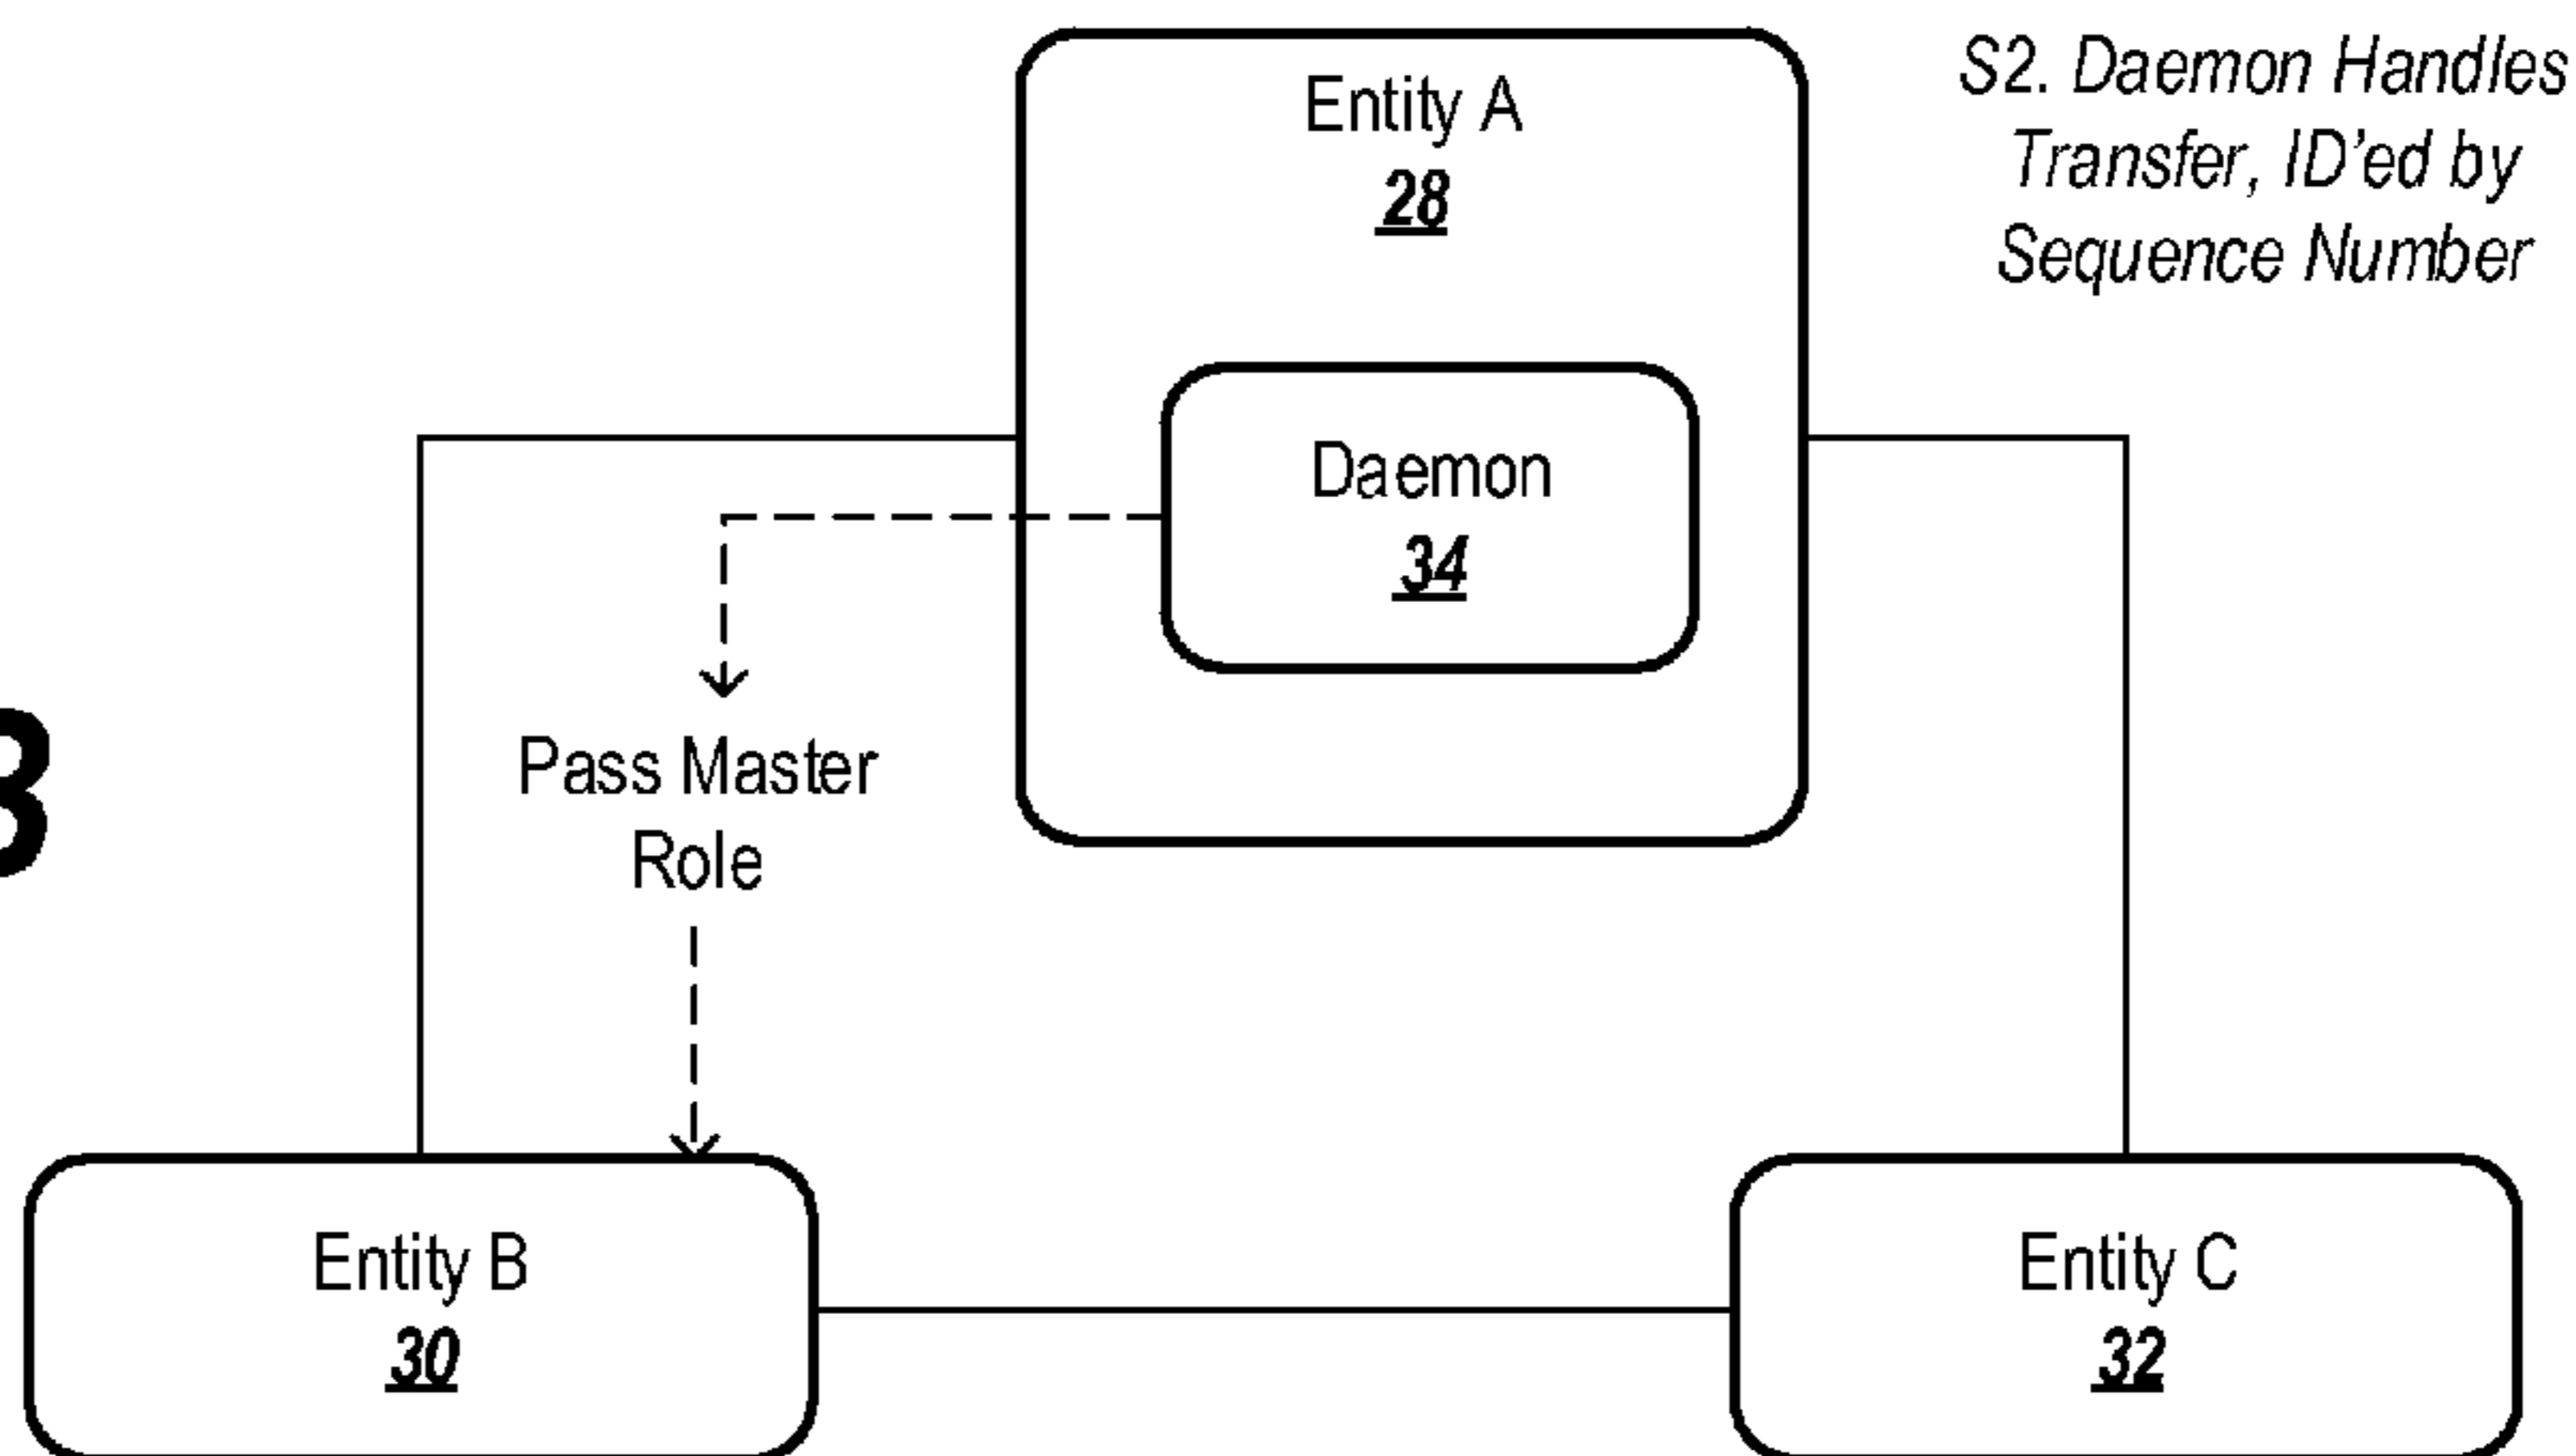 Entity A
28
S2. Daemon Handles
Transfer, ID'ed by
Sequence Number
Daemon
34
Pass Master
Role
Entity B
30
Entity C
32